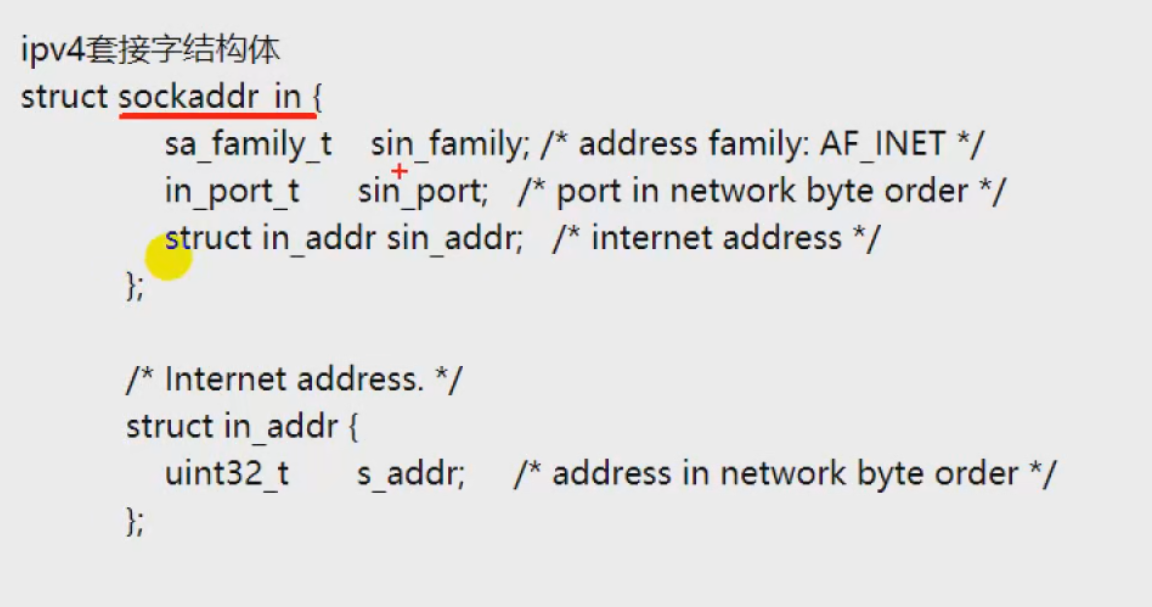 ipv4套接字结构体
struct sockaddr_in {
sa_family_t sin_family; /* address family: AF_INET */
in_port_t sin_port; /* port in network byte order */
struct in_addr sin_addr; /* internet address */
};
/* Internet address. */
struct in_addr {
uint32_t s_addr; /* address in network byte order */
};